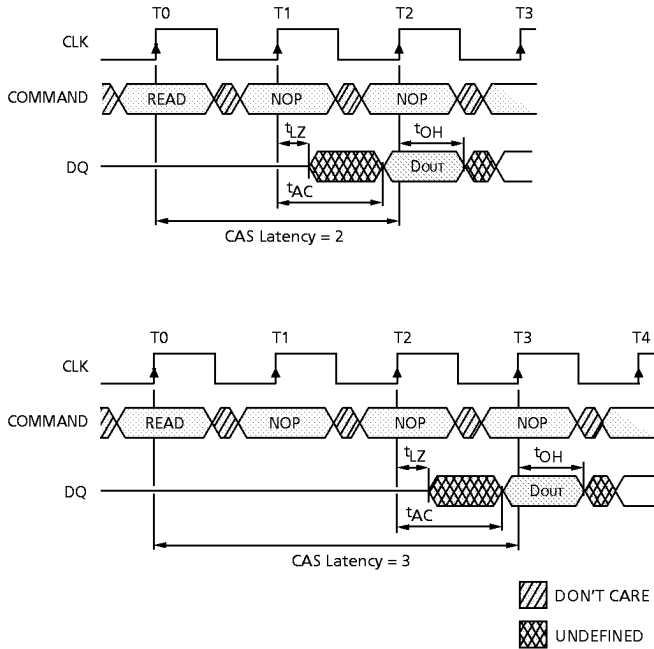 T0 T1 T2 T3
CLK
COMMAND READ NOP NOP
tLZ tOH
DQ DOUT
tAC
CAS Latency = 2
T0 T1 T2 T3 T4
CLK
COMMAND READ NOP NOP NOP
tLZ tOH
DQ DOUT
tAC
CAS Latency = 3
DON'T CARE
UNDEFINED